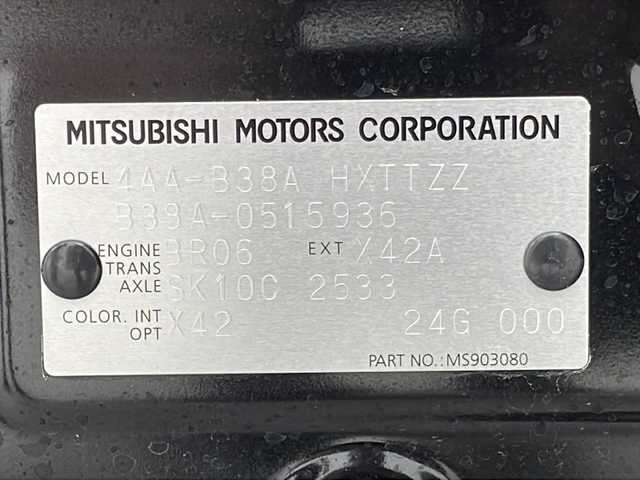 MITSUBISHI MOTORS CORPORATION
MODEL 4AA-B38A HXTTZZ
B38A-0515936
ENGINE BR06 EXT X42A
TRANS
AXLE SK10C 2533
COLOR. INT X42 24G 000
OPT
PART NO.: MS903080